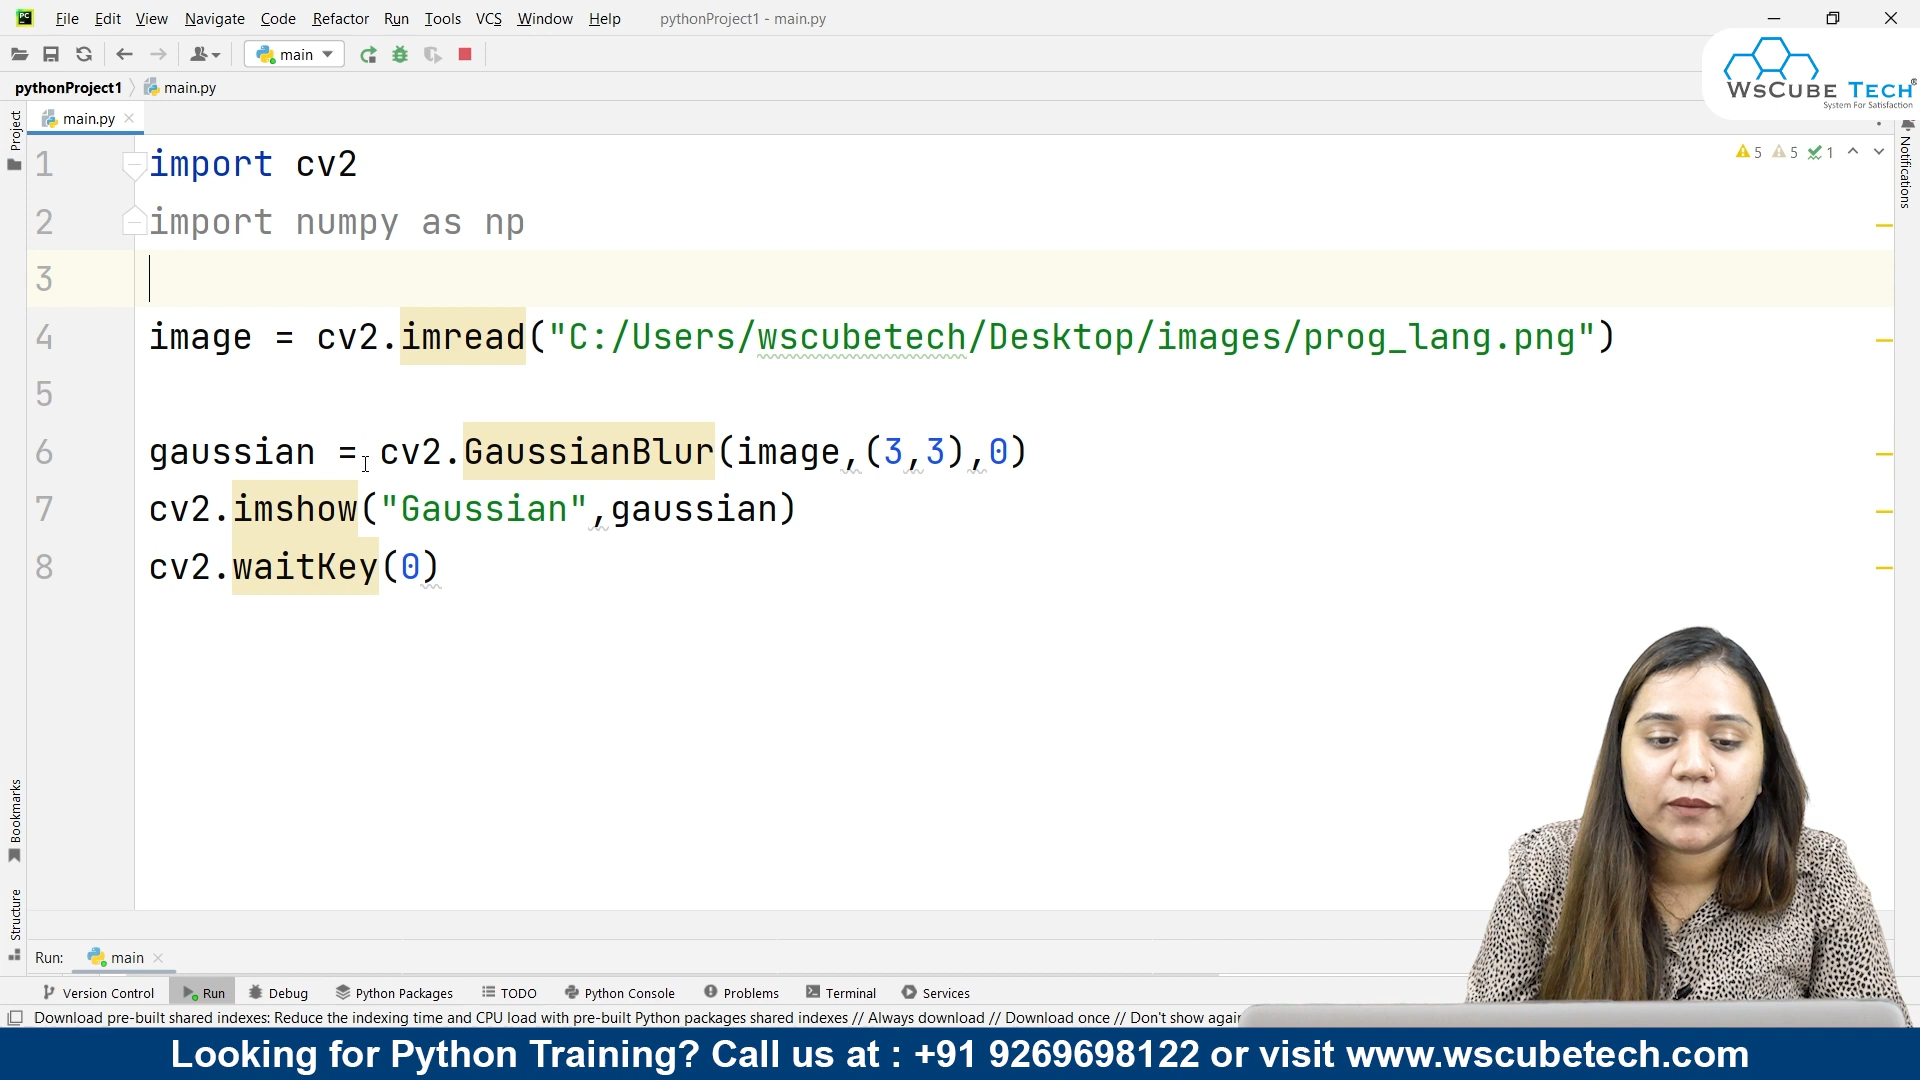 File Edit View Navigate Code Refactor Run Tools VCS Window Help pythonProject1 - main.py
main
WsCube Tech®
System For Satisfaction
pythonProject1 main.py
Project
main.py
Notifications
5 5 1
1 import cv2
2 import numpy as np
3
4 image = cv2.imread("C:/Users/wscubetech/Desktop/images/prog_lang.png")
5
6 gaussian = cv2.GaussianBlur(image,(3,3),0)
7 cv2.imshow("Gaussian",gaussian)
8 cv2.waitKey(0)
Bookmarks
Structure
Run: main
Version Control Run Debug Python Packages TODO Python Console Problems Terminal Services
Download pre-built shared indexes: Reduce the indexing time and CPU load with pre-built Python packages shared indexes // Always download // Download once // Don't show again
Looking for Python Training? Call us at : +91 9269698122 or visit www.wscubetech.com